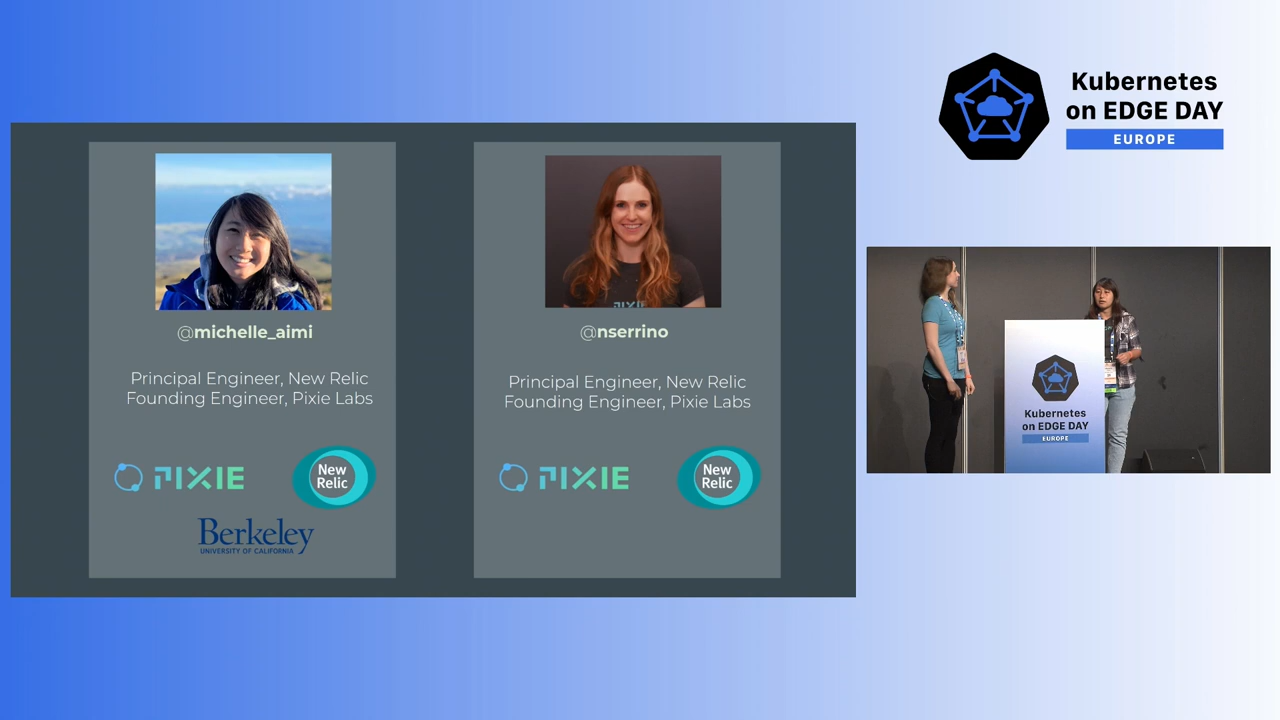 Kubernetes
on EDGE DAY
EUROPE
@michelle_aimi
Principal Engineer, New Relic
Founding Engineer, Pixie Labs
PIXIE
New
Relic
Berkeley
UNIVERSITY OF CALIFORNIA
PIXIE
@nserrino
Principal Engineer, New Relic
Founding Engineer, Pixie Labs
PIXIE
New
Relic
Kubernetes
on EDGE DAY
EUROPE